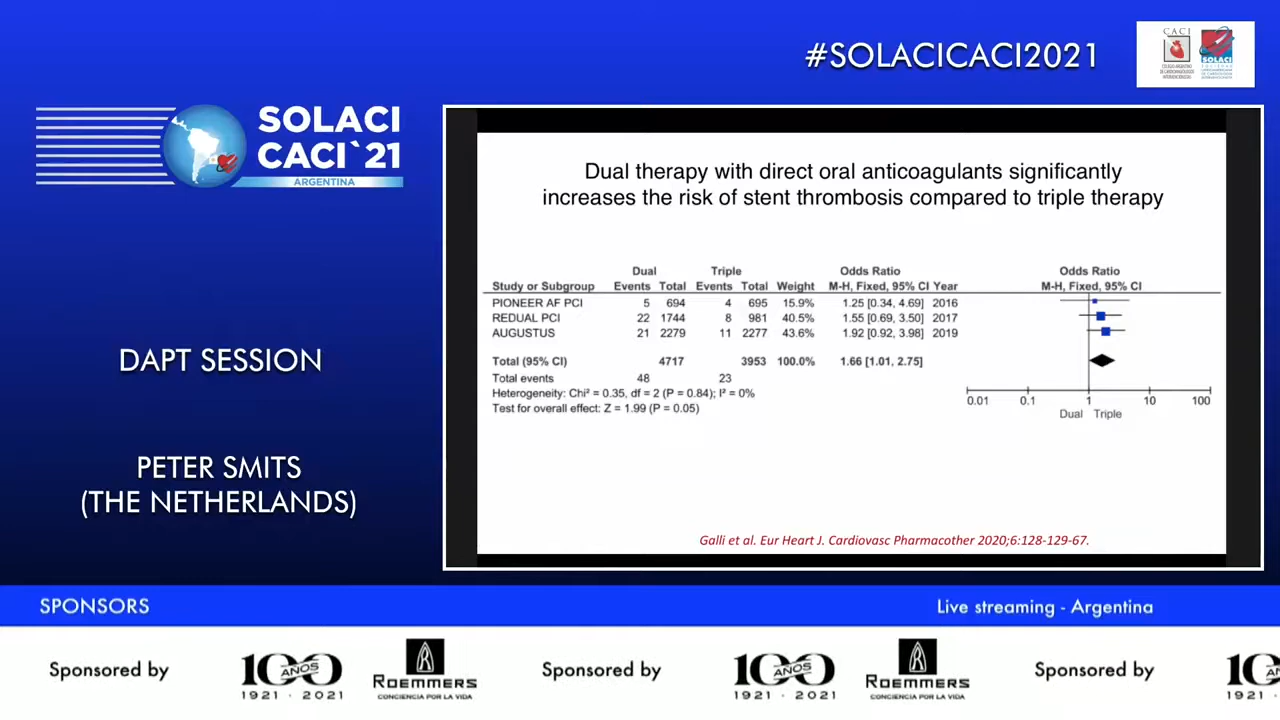 #SOLACICACI2021
CACI
SOLACI
SOLACI
CACI`21
ARGENTINA
Dual therapy with direct oral anticoagulants significantly
increases the risk of stent thrombosis compared to triple therapy
Dual Triple Odds Ratio Odds Ratio
Study or Subgroup Events Total Events Total Weight M-H, Fixed, 95% CI Year M-H, Fixed, 95% CI
PIONEER AF PCI 5 694 4 695 15.9% 1.25 [0.34, 4.69] 2016
REDUAL PCI 22 1744 8 981 40.5% 1.55 [0.69, 3.50] 2017
AUGUSTUS 21 2279 11 2277 43.6% 1.92 [0.92, 3.98] 2019
Total (95% CI) 4717 3953 100.0% 1.66 [1.01, 2.75]
Total events 48 23
Heterogeneity: Chi² = 0.35, df = 2 (P = 0.84); I² = 0%
Test for overall effect: Z = 1.99 (P = 0.05)
0.01 0.1 1 10 100
Dual Triple
Galli et al. Eur Heart J. Cardiovasc Pharmacother 2020;6:128-129-67.
DAPT SESSION
PETER SMITS
(THE NETHERLANDS)
SPONSORS
Live streaming - Argentina
Sponsored by
100 AÑOS
1921 · 2021
ROEMMERS
CONCIENCIA POR LA VIDA
Sponsored by
100 AÑOS
1921 · 2021
ROEMMERS
CONCIENCIA POR LA VIDA
Sponsored by